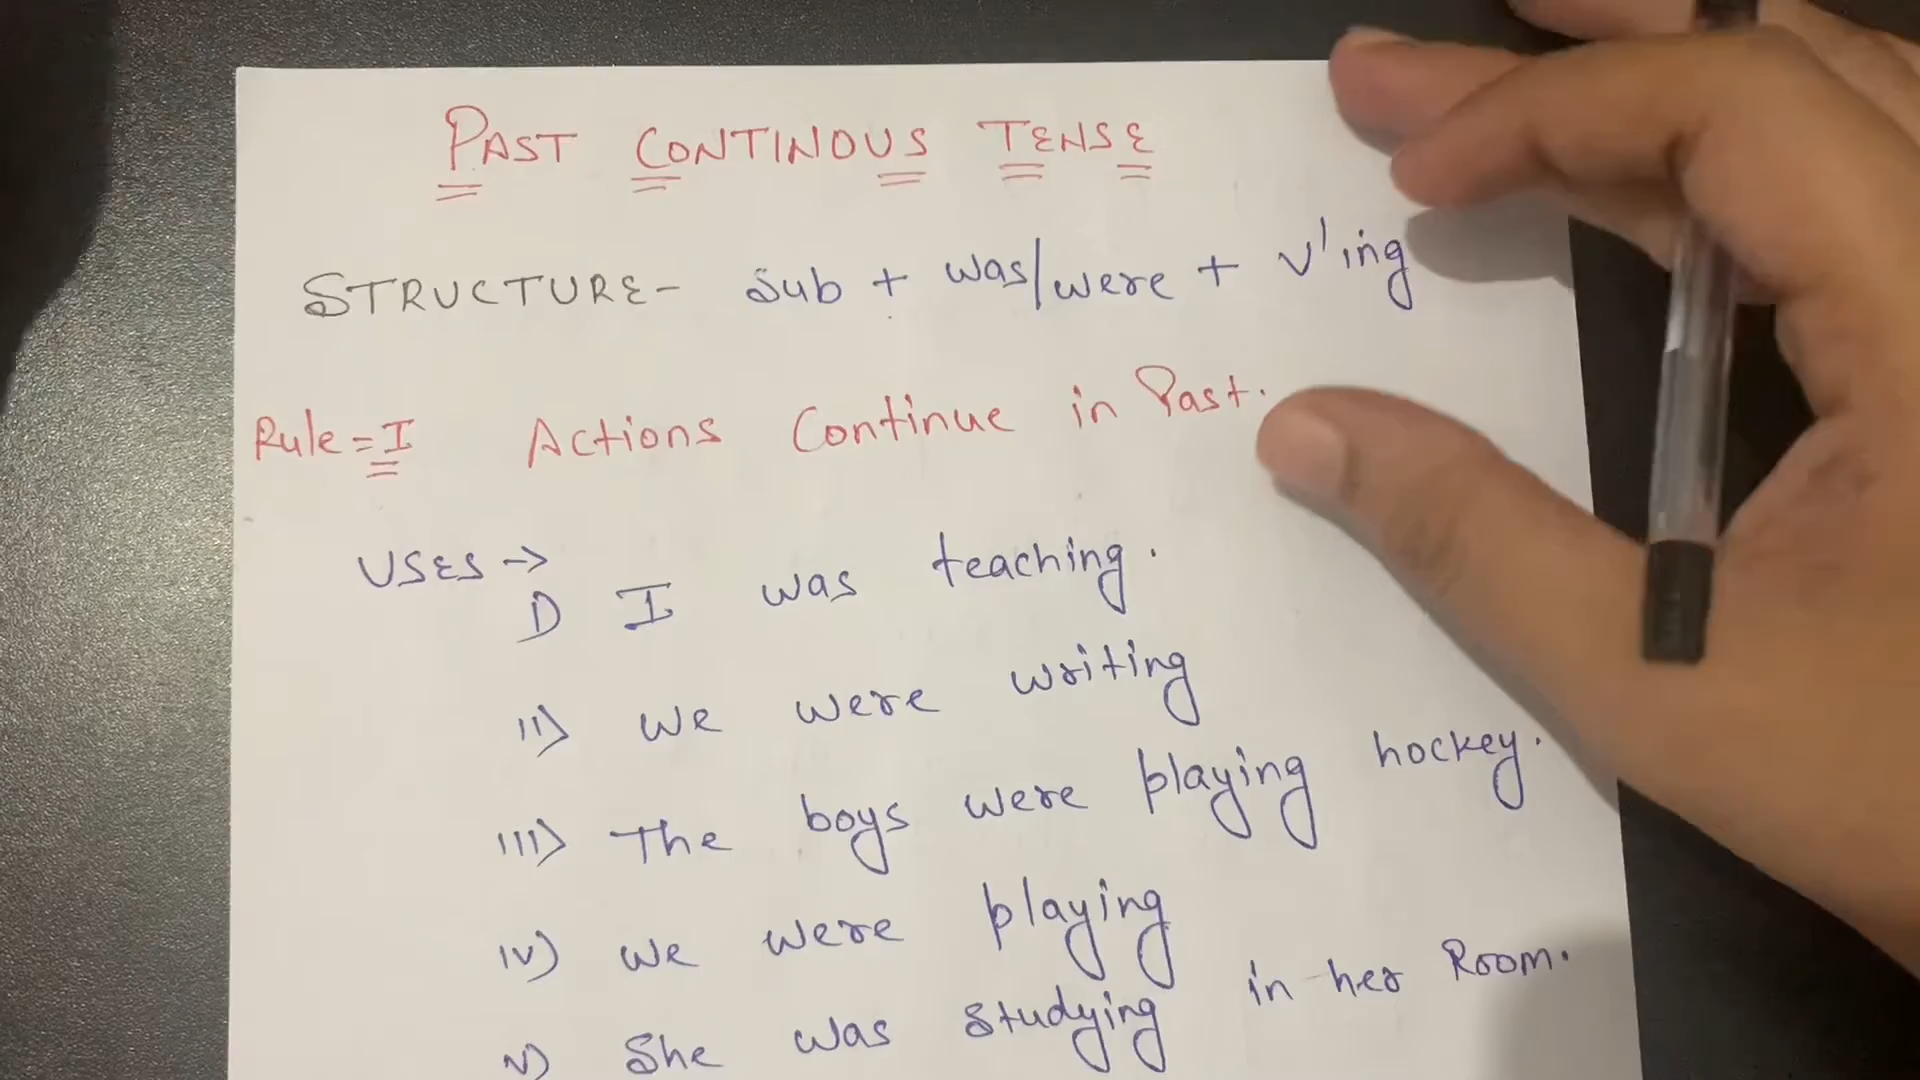 PAST CONTINOUS TENSE
STRUCTURE- Sub + was/were + v'ing
Rule=I Actions Continue in Past.
USES →
I) I was teaching.
II) We were writing
III) The boys were playing hockey.
IV) We were playing
V) She was studying in her Room.